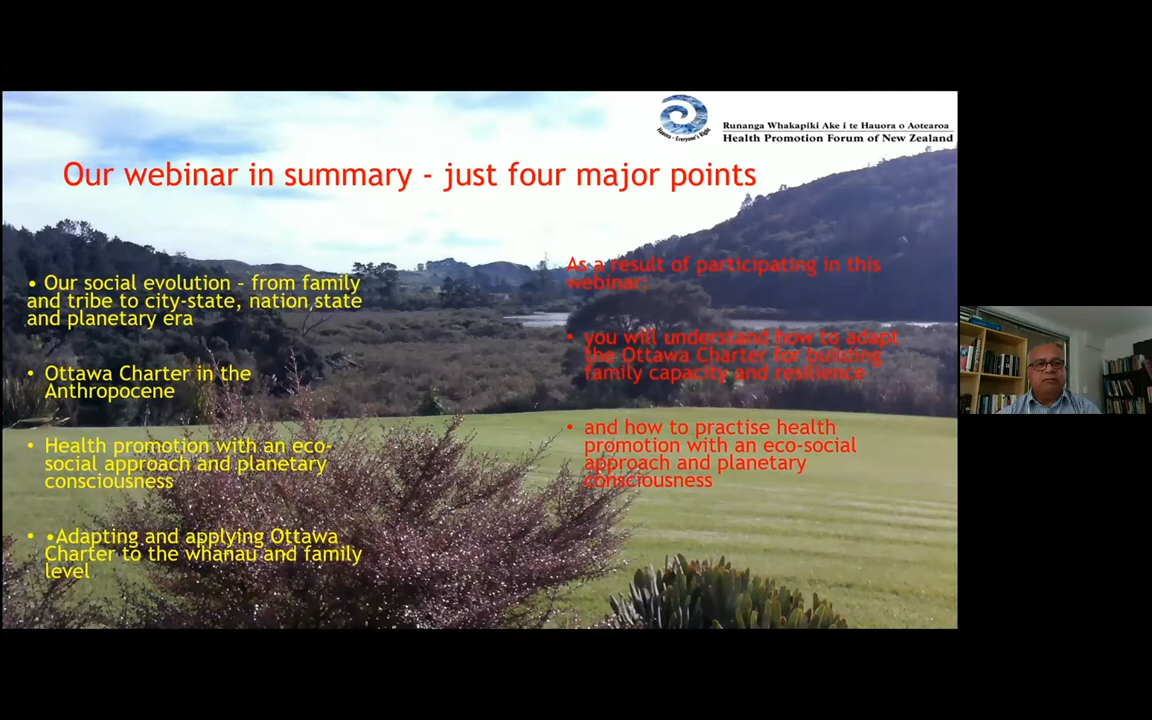 Hauora - Everyone's Right
Runanga Whakapiki Ake i te Hauora o Aotearoa
Health Promotion Forum of New Zealand
Our webinar in summary - just four major points
• Our social evolution – from family
and tribe to city-state, nation state
and planetary era
• Ottawa Charter in the
Anthropocene
• Health promotion with an eco-
social approach and planetary
consciousness
• •Adapting and applying Ottawa
Charter to the whanau and family
level
As a result of participating in this
webinar;
• you will understand how to adapt
the Ottawa Charter for building
family capacity and resilience
• and how to practise health
promotion with an eco-social
approach and planetary
consciousness